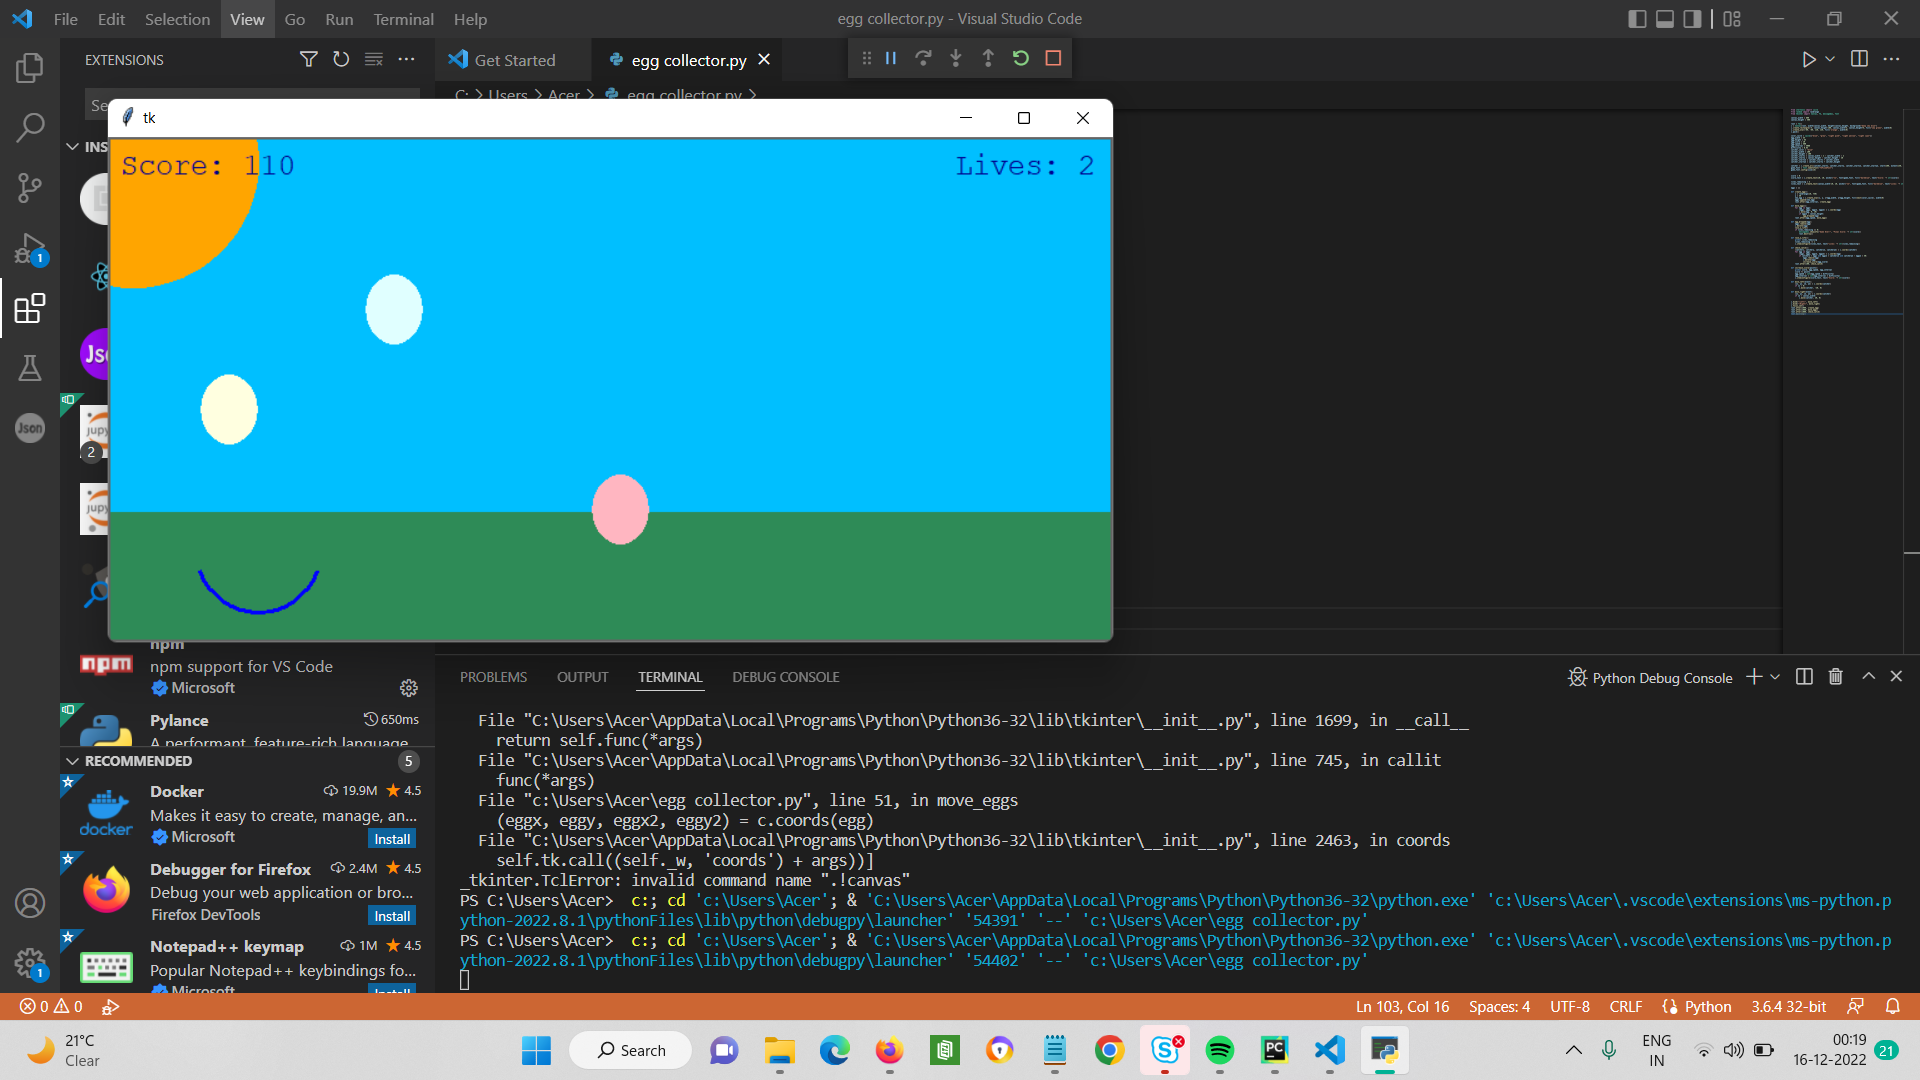 File Edit Selection View Go Run Terminal Help
egg collector.py - Visual Studio Code
EXTENSIONS
Get Started
egg collector.py
C: > Users > Acer > egg collector.py >
Se
tk
INS
Score: 110
Lives: 2
Jso
jupy
2
jupy
Json
1
npm
npm
npm support for VS Code
Microsoft
Pylance
650ms
A performant, feature-rich language
RECOMMENDED
5
Docker
19.9M
4.5
Makes it easy to create, manage, an...
docker
Microsoft
Install
Debugger for Firefox
2.4M
4.5
Debug your web application or bro...
Firefox DevTools
Install
Notepad++ keymap
1M
4.5
Popular Notepad++ keybindings fo...
Microsoft
Install
1
PROBLEMS OUTPUT TERMINAL DEBUG CONSOLE
Python Debug Console
File "C:\Users\Acer\AppData\Local\Programs\Python\Python36-32\lib\tkinter\__init__.py", line 1699, in __call__
return self.func(*args)
File "C:\Users\Acer\AppData\Local\Programs\Python\Python36-32\lib\tkinter\__init__.py", line 745, in callit
func(*args)
File "c:\Users\Acer\egg collector.py", line 51, in move_eggs
(eggx, eggy, eggx2, eggy2) = c.coords(egg)
File "C:\Users\Acer\AppData\Local\Programs\Python\Python36-32\lib\tkinter\__init__.py", line 2463, in coords
self.tk.call((self._w, 'coords') + args))]
_tkinter.TclError: invalid command name ".!canvas"
PS C:\Users\Acer>  c:; cd 'c:\Users\Acer'; & 'C:\Users\Acer\AppData\Local\Programs\Python\Python36-32\python.exe' 'c:\Users\Acer\.vscode\extensions\ms-python.p
ython-2022.8.1\pythonFiles\lib\python\debugpy\launcher' '54391' '--' 'c:\Users\Acer\egg collector.py'
PS C:\Users\Acer>  c:; cd 'c:\Users\Acer'; & 'C:\Users\Acer\AppData\Local\Programs\Python\Python36-32\python.exe' 'c:\Users\Acer\.vscode\extensions\ms-python.p
ython-2022.8.1\pythonFiles\lib\python\debugpy\launcher' '54402' '--' 'c:\Users\Acer\egg collector.py'
0 0
Ln 103, Col 16 Spaces: 4 UTF-8 CRLF Python 3.6.4 32-bit
21°C
Clear
Search
PC
ENG
IN
00:19
16-12-2022
21